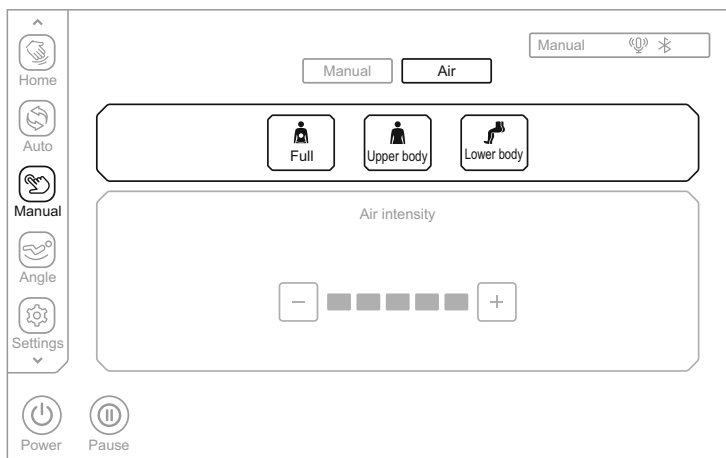 Home
Auto
Manual
Angle
Settings
Power
Pause
Manual
Air
Manual
Full
Upper body
Lower body
Air intensity